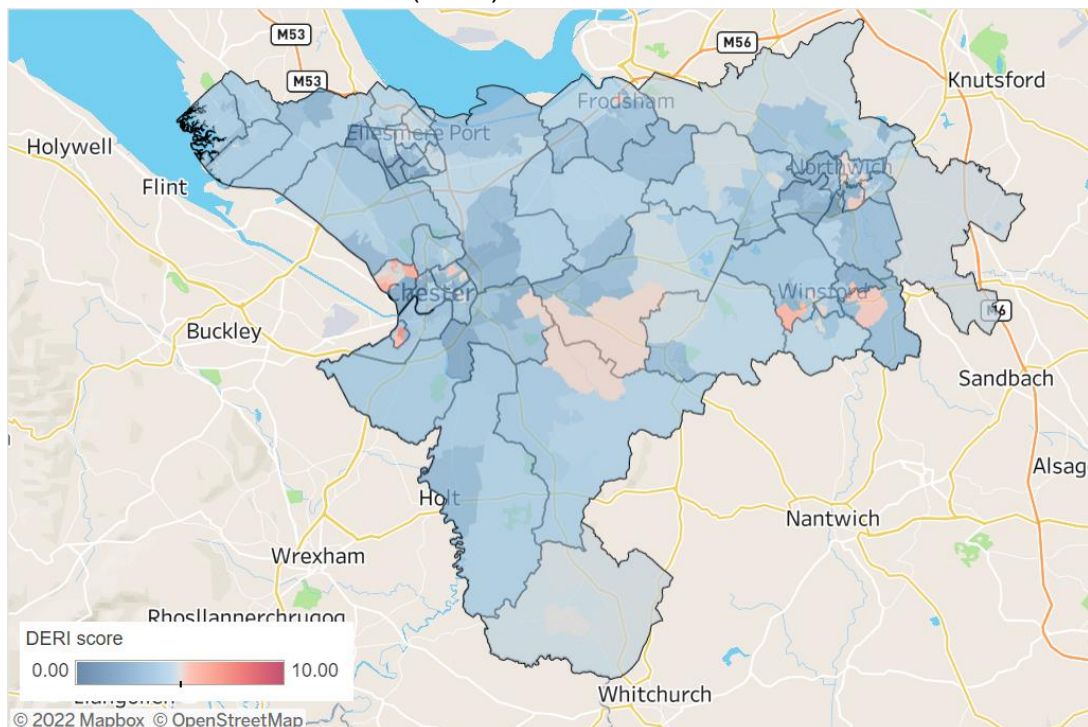 M53
M56
Knutsford
M53
Frodsham
Ellesmere Port
Holywell
Northwich
Flint
Chester
Winsford
M6
Buckley
Sandbach
Alsag
Holt
Nantwich
Wrexham
Rhosllannerchrugog
DERI score
0.00
10.00
Llangollen
Whitchurch
© 2022 Mapbox © OpenStreetMap